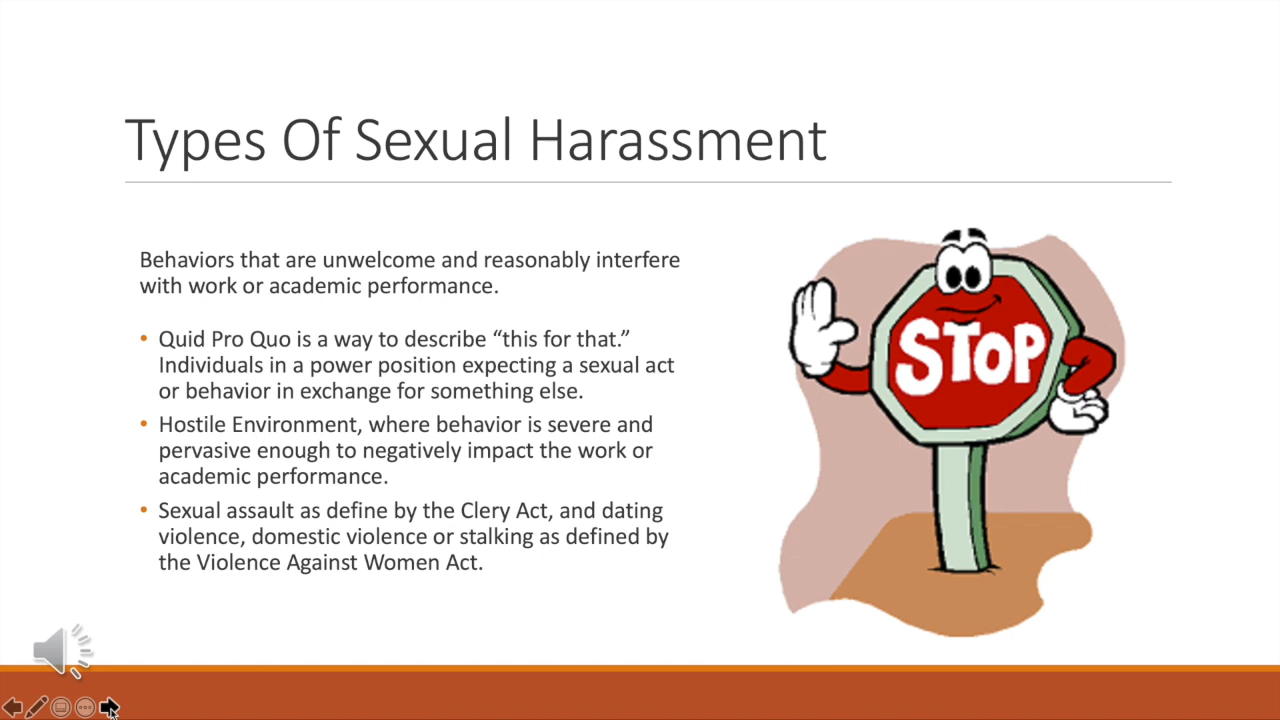 Types Of Sexual Harassment
Behaviors that are unwelcome and reasonably interfere
with work or academic performance.
• Quid Pro Quo is a way to describe “this for that.”
Individuals in a power position expecting a sexual act
or behavior in exchange for something else.
• Hostile Environment, where behavior is severe and
pervasive enough to negatively impact the work or
academic performance.
• Sexual assault as define by the Clery Act, and dating
violence, domestic violence or stalking as defined by
the Violence Against Women Act.
STOP